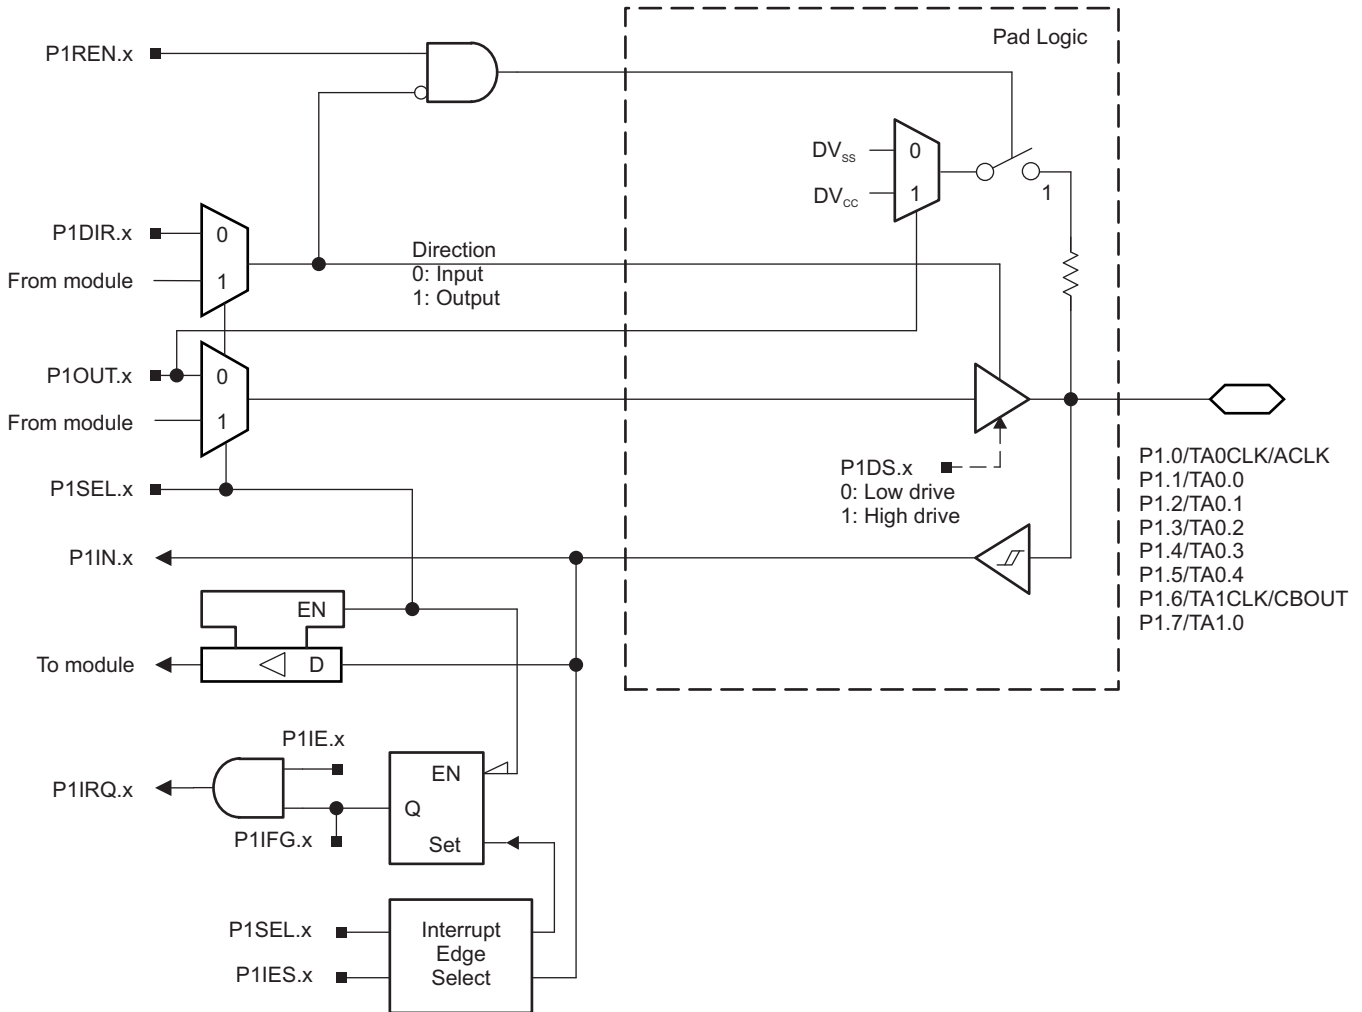 Pad Logic
P1REN.x
DVSS
0
DVCC
1
1
P1DIR.x
0
From module
1
Direction
0: Input
1: Output
P1OUT.x
0
From module
1
P1SEL.x
P1DS.x
0: Low drive
1: High drive
P1.0/TA0CLK/ACLK
P1.1/TA0.0
P1.2/TA0.1
P1.3/TA0.2
P1.4/TA0.3
P1.5/TA0.4
P1.6/TA1CLK/CBOUT
P1.7/TA1.0
P1IN.x
EN
To module
D
P1IE.x
P1IRQ.x
EN
Q
P1IFG.x
Set
P1SEL.x
P1IES.x
Interrupt
Edge
Select